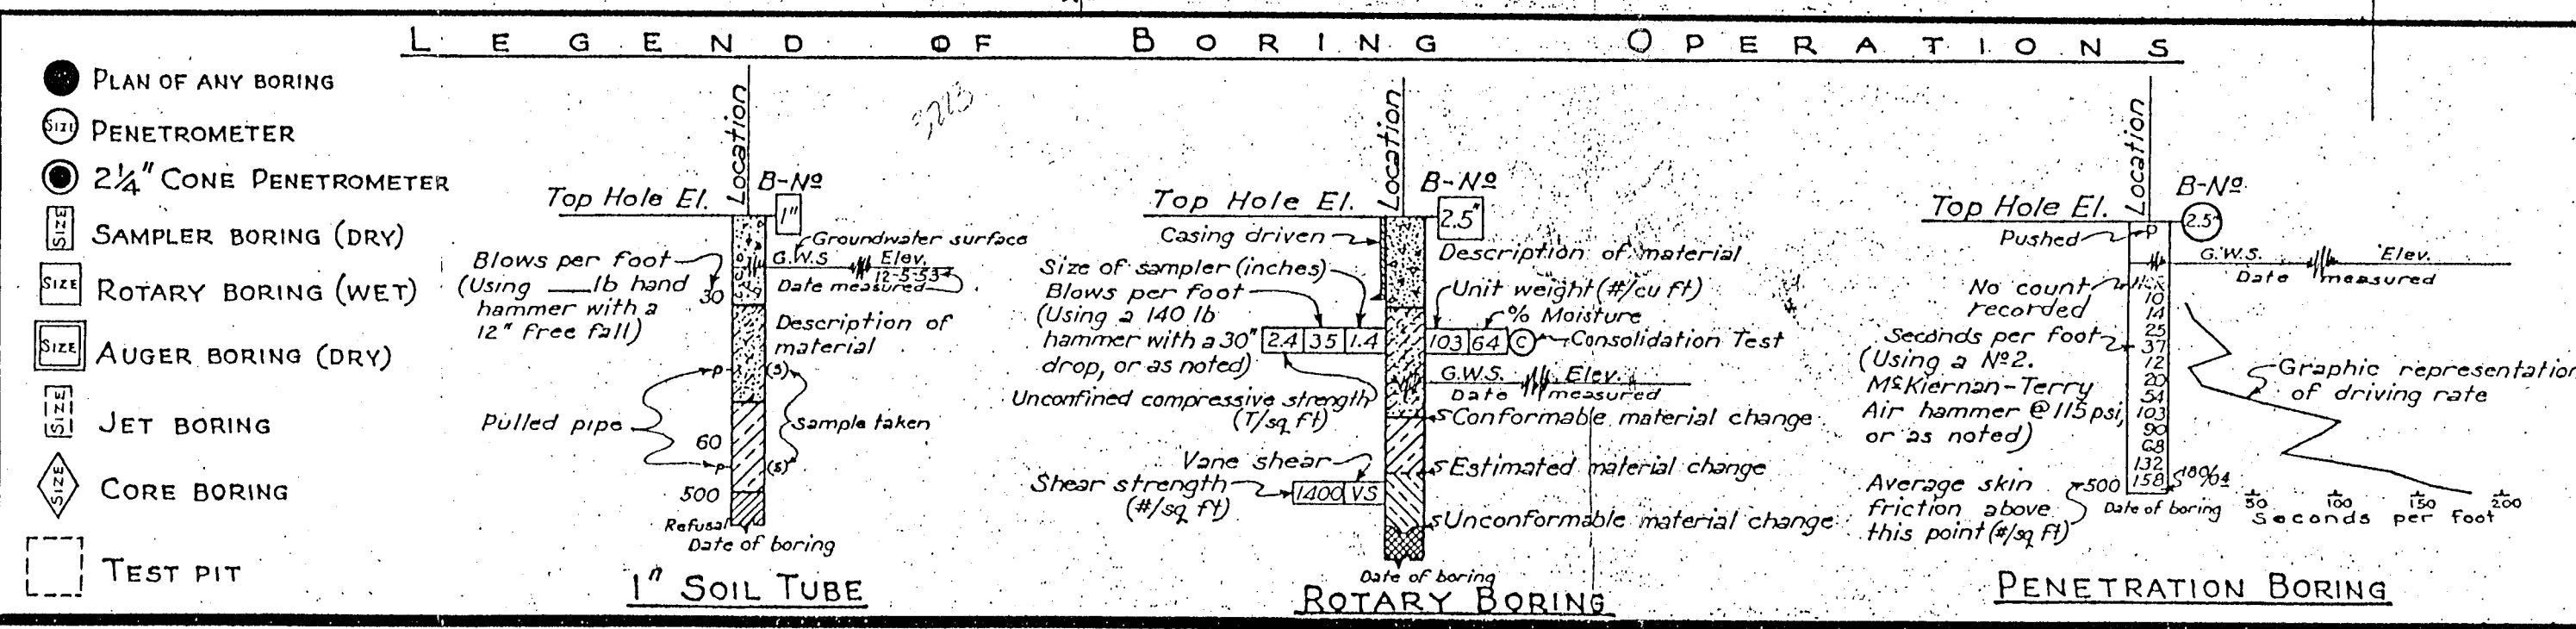 LEGEND OF BORING OPERATIONS
PLAN OF ANY BORING
SIZE PENETROMETER
2¼" CONE PENETROMETER
SIZE SAMPLER BORING (DRY)
SIZE ROTARY BORING (WET)
SIZE AUGER BORING (DRY)
SIZE JET BORING
SIZE CORE BORING
TEST PIT
3213
Location
B-Nº
Top Hole El.
1"
Groundwater surface
G.W.S Elev.
12-5-53
Date measured
Blows per foot
(Using ___lb hand
hammer with a
12" free fall)
30
Description of
material
P (S)
Pulled pipe
60
Sample taken
P (S)
500
Refusal
Date of boring
1" SOIL TUBE
Location
B-Nº
Top Hole El.
2.5"
Casing driven
Description of material
Size of sampler (inches)
Blows per foot
(Using a 140 lb
hammer with a 30"
drop, or as noted)
2.4 35 1.4
Unit weight (#/cu ft)
% Moisture
103 64 C Consolidation Test
G.W.S. Elev.
Date measured
Unconfined compressive strength
(T/sq ft)
Conformable material change
Vane shear
Estimated material change
Shear strength
(#/sq ft)
1400 VS
Unconformable material change
Date of boring
ROTARY BORING
Location
B-Nº
Top Hole El.
2.5"
Pushed
P
G.W.S. Elev.
Date measured
No count
recorded
10
14
25
37
12
20
54
103
90
68
132
158
Seconds per foot
(Using a Nº2.
McKiernan-Terry
Air hammer @ 115 psi,
or as noted)
Graphic representation
of driving rate
Average skin
friction above
this point (#/sq ft)
500
Date of boring
50 100 150 200
Seconds per foot
PENETRATION BORING